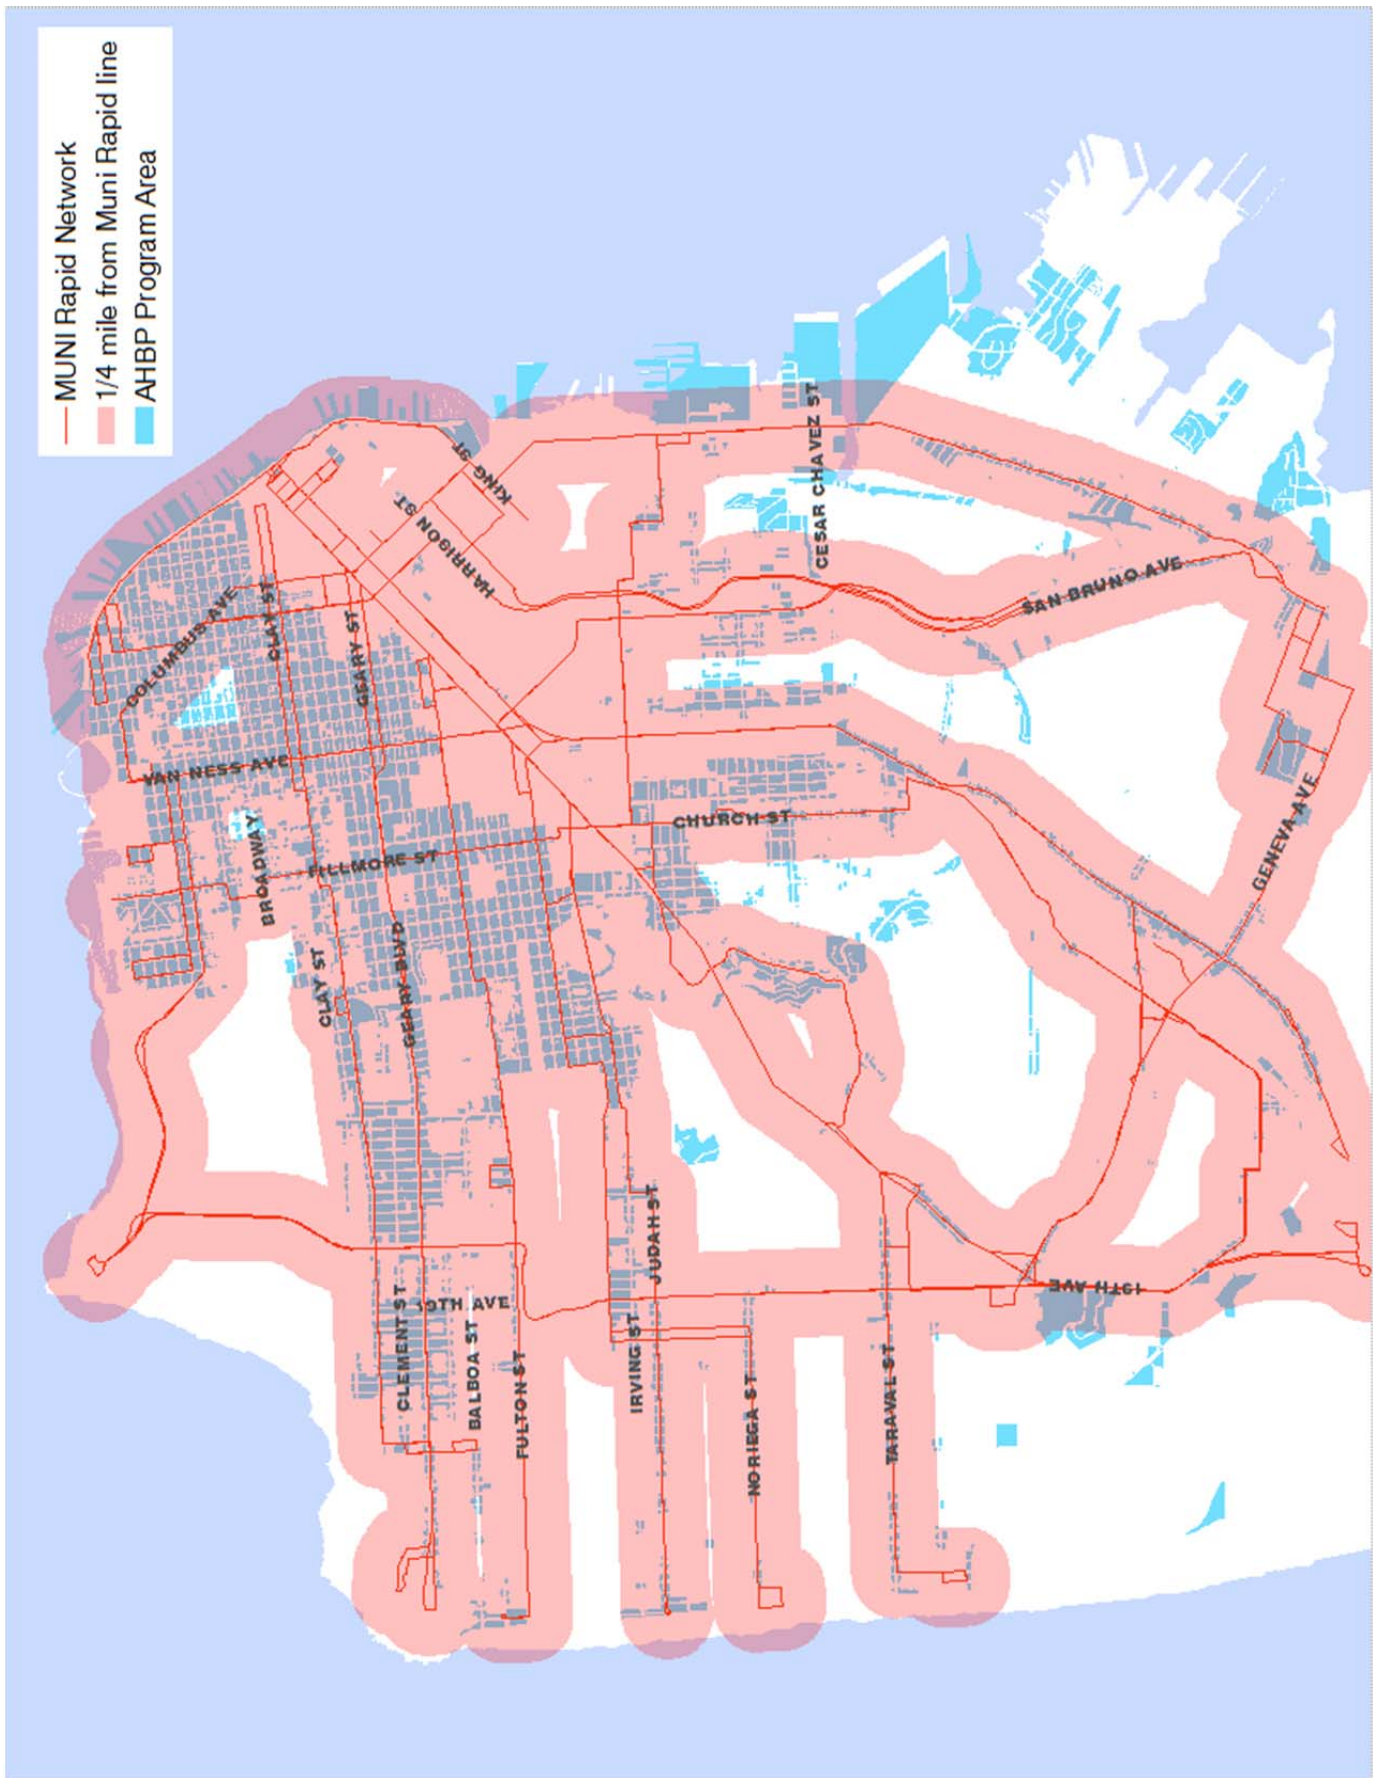 MUNI Rapid Network
1/4 mile from Muni Rapid line
AHBP Program Area
COLUMBUS AVE
CLAY ST
GEARY ST
KING ST
HARRISON ST
VAN NESS AVE
BROADWAY
FILLMORE ST
CLAY ST
GEARY BLVD
CHURCH ST
CESAR CHAVEZ ST
SAN BRUNO AVE
GENEVA AVE
CLEMENT ST
19TH AVE
BALBOA ST
FULTON ST
IRVING ST
JUDAH ST
NORIEGA ST
TARAVAL ST
19TH AVE